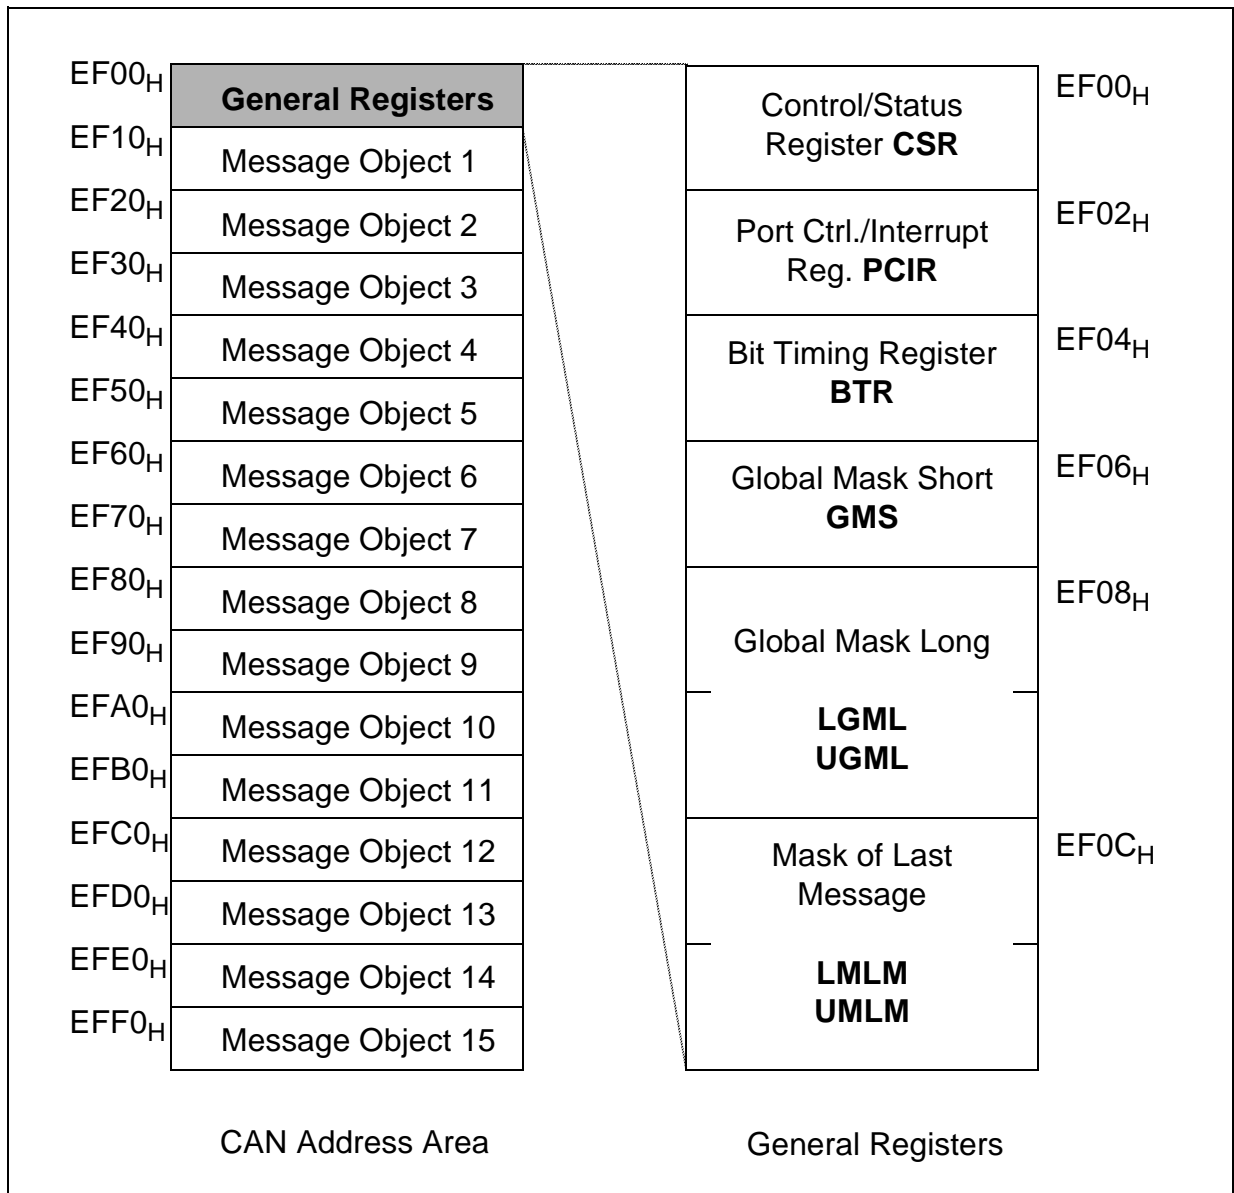 EF00H
General Registers
EF10H
Message Object 1
EF20H
Message Object 2
EF30H
Message Object 3
EF40H
Message Object 4
EF50H
Message Object 5
EF60H
Message Object 6
EF70H
Message Object 7
EF80H
Message Object 8
EF90H
Message Object 9
EFA0H
Message Object 10
EFB0H
Message Object 11
EFC0H
Message Object 12
EFD0H
Message Object 13
EFE0H
Message Object 14
EFF0H
Message Object 15
CAN Address Area
Control/Status
Register CSR
EF00H
Port Ctrl./Interrupt
Reg. PCIR
EF02H
Bit Timing Register
BTR
EF04H
Global Mask Short
GMS
EF06H
Global Mask Long
LGML
UGML
EF08H
Mask of Last
Message
LMLM
UMLM
EF0CH
General Registers